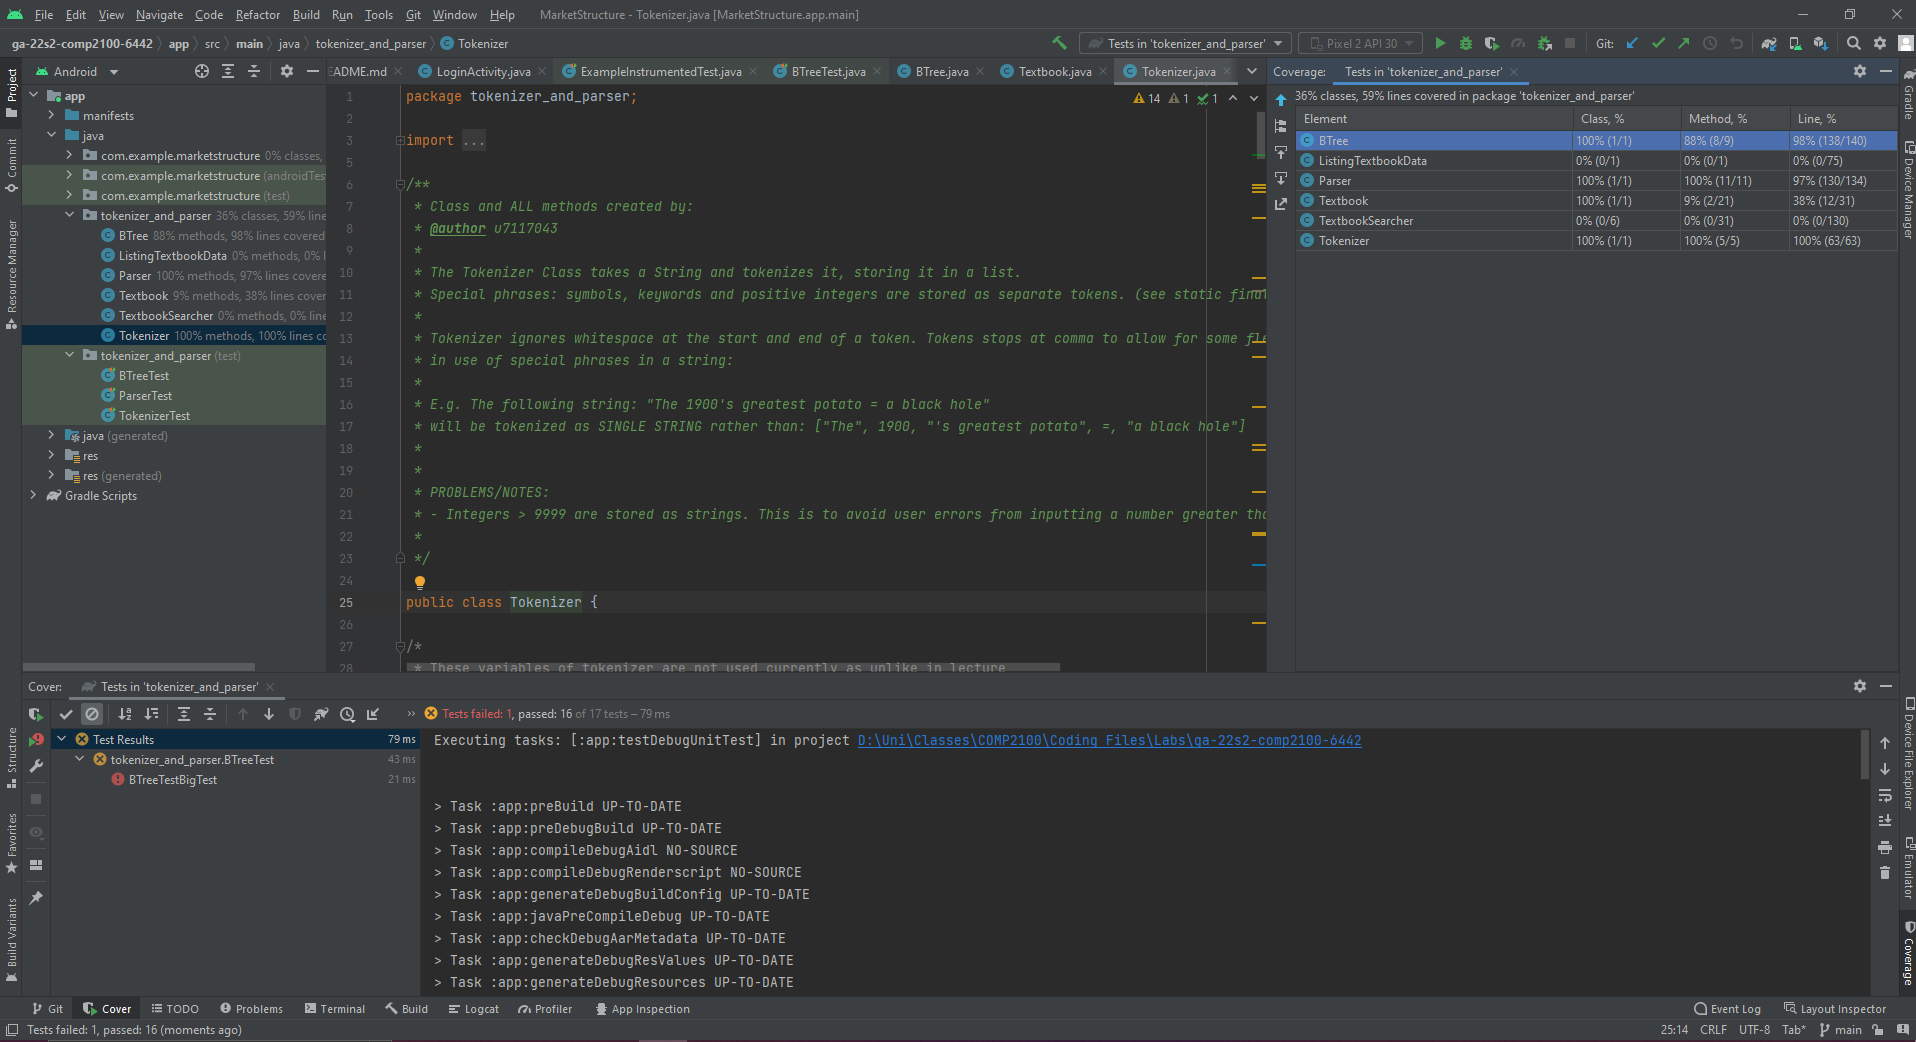 File Edit View Navigate Code Refactor Build Run Tools Git Window Help MarketStructure - Tokenizer.java [MarketStructure.app.main]
ga-22s2-comp2100-6442 app src main java tokenizer_and_parser Tokenizer
Tests in 'tokenizer_and_parser' Pixel 2 API 30 Git:
Project
Commit
Resource Manager
Structure
Favorites
Build Variants
Android
app
manifests
java
com.example.marketstructure 0% classes,
com.example.marketstructure (androidTes
com.example.marketstructure (test)
tokenizer_and_parser 36% classes, 59% line
BTree 88% methods, 98% lines covered
ListingTextbookData 0% methods, 0% l
Parser 100% methods, 97% lines covere
Textbook 9% methods, 38% lines cover
TextbookSearcher 0% methods, 0% line
Tokenizer 100% methods, 100% lines co
tokenizer_and_parser (test)
BTreeTest
ParserTest
TokenizerTest
java (generated)
res
res (generated)
Gradle Scripts
EADME.md LoginActivity.java ExampleInstrumentedTest.java BTreeTest.java BTree.java Textbook.java Tokenizer.java
14 1 1
1 package tokenizer_and_parser;
2
3 import ...
5
6 /**
7 * Class and ALL methods created by:
8 * @author u7117043
9 *
10 * The Tokenizer Class takes a String and tokenizes it, storing it in a list.
11 * Special phrases: symbols, keywords and positive integers are stored as separate tokens. (see static final
12 *
13 * Tokenizer ignores whitespace at the start and end of a token. Tokens stops at comma to allow for some fle
14 * in use of special phrases in a string:
15 *
16 * E.g. The following string: "The 1900's greatest potato = a black hole"
17 * will be tokenized as SINGLE STRING rather than: ["The", 1900, "'s greatest potato", =, "a black hole"]
18 *
19 *
20 * PROBLEMS/NOTES:
21 * - Integers > 9999 are stored as strings. This is to avoid user errors from inputting a number greater tha
22 *
23 */
24
25 public class Tokenizer {
26
27 /*
28 * These variables of tokenizer are not used currently as unlike in lecture
Coverage: Tests in 'tokenizer_and_parser'
36% classes, 59% lines covered in package 'tokenizer_and_parser'
Element Class, % Method, % Line, %
BTree 100% (1/1) 88% (8/9) 98% (138/140)
ListingTextbookData 0% (0/1) 0% (0/1) 0% (0/75)
Parser 100% (1/1) 100% (11/11) 97% (130/134)
Textbook 100% (1/1) 9% (2/21) 38% (12/31)
TextbookSearcher 0% (0/6) 0% (0/31) 0% (0/130)
Tokenizer 100% (1/1) 100% (5/5) 100% (63/63)
Gradle
Device Manager
Device File Explorer
Emulator
Coverage
Cover: Tests in 'tokenizer_and_parser'
Tests failed: 1, passed: 16 of 17 tests – 79 ms
Test Results 79 ms
tokenizer_and_parser.BTreeTest 43 ms
BTreeTestBigTest 21 ms
Executing tasks: [:app:testDebugUnitTest] in project D:\Uni\Classes\COMP2100\Coding Files\Labs\ga-22s2-comp2100-6442
> Task :app:preBuild UP-TO-DATE
> Task :app:preDebugBuild UP-TO-DATE
> Task :app:compileDebugAidl NO-SOURCE
> Task :app:compileDebugRenderscript NO-SOURCE
> Task :app:generateDebugBuildConfig UP-TO-DATE
> Task :app:javaPreCompileDebug UP-TO-DATE
> Task :app:checkDebugAarMetadata UP-TO-DATE
> Task :app:generateDebugResValues UP-TO-DATE
> Task :app:generateDebugResources UP-TO-DATE
Git Cover TODO Problems Terminal Build Logcat Profiler App Inspection Event Log Layout Inspector
Tests failed: 1, passed: 16 (moments ago) 25:14 CRLF UTF-8 Tab* main